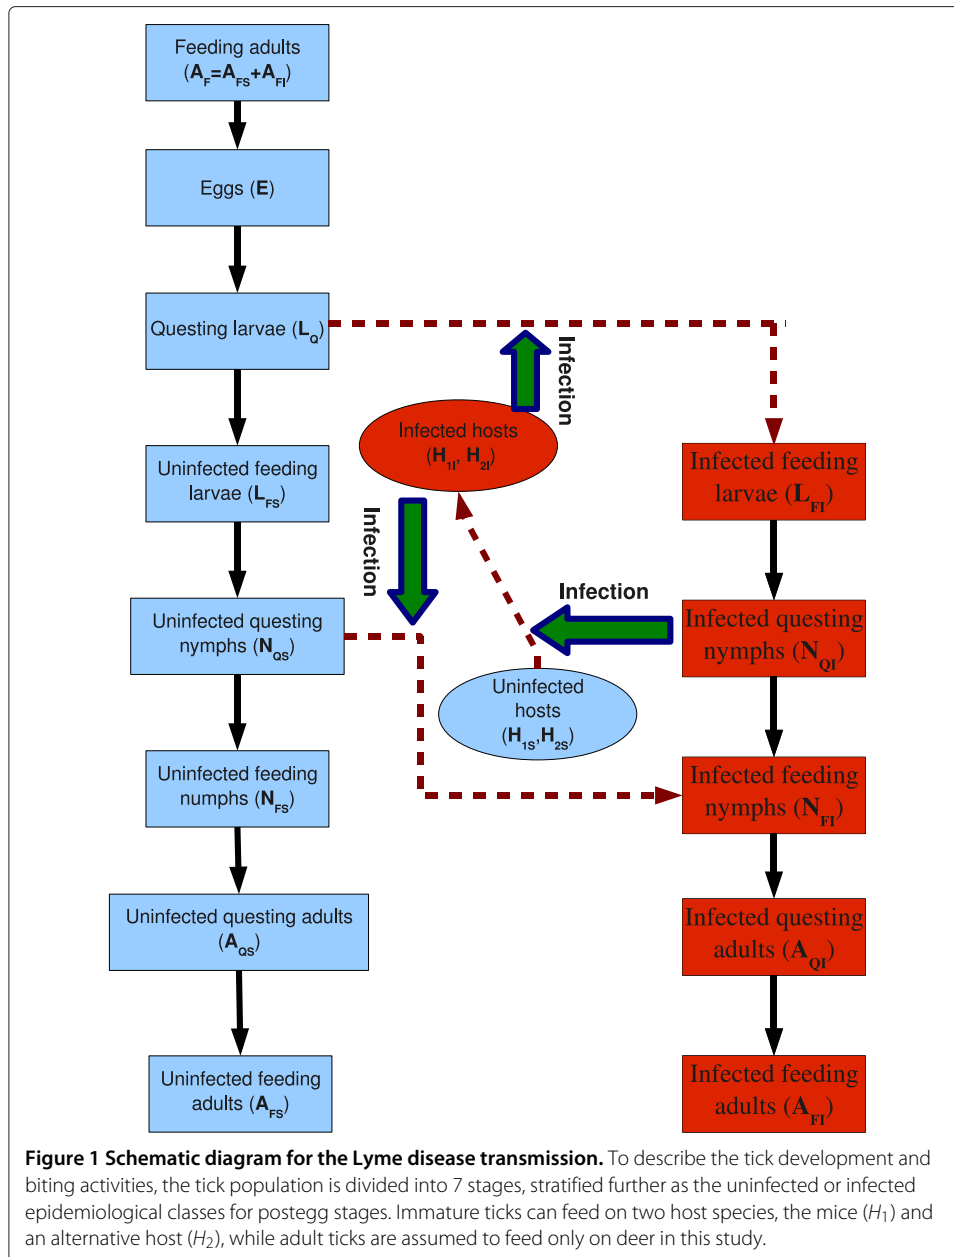 Feeding adults
(A_F=A_FS+A_FI)
Eggs (E)
Questing larvae (L_Q)
Infection
Infected hosts
(H_1I, H_2I)
Uninfected feeding
larvae (L_FS)
Infected feeding
larvae (L_FI)
Infection
Infection
Uninfected questing
nymphs (N_QS)
Infected questing
nymphs (N_QI)
Uninfected
hosts
(H_1S,H_2S)
Uninfected feeding
numphs (N_FS)
Infected feeding
nymphs (N_FI)
Uninfected questing adults
(A_QS)
Infected questing
adults (A_QI)
Uninfected feeding
adults (A_FS)
Infected feeding
adults (A_FI)
Figure 1 Schematic diagram for the Lyme disease transmission. To describe the tick development and
biting activities, the tick population is divided into 7 stages, stratified further as the uninfected or infected
epidemiological classes for postegg stages. Immature ticks can feed on two host species, the mice (H_1) and
an alternative host (H_2), while adult ticks are assumed to feed only on deer in this study.